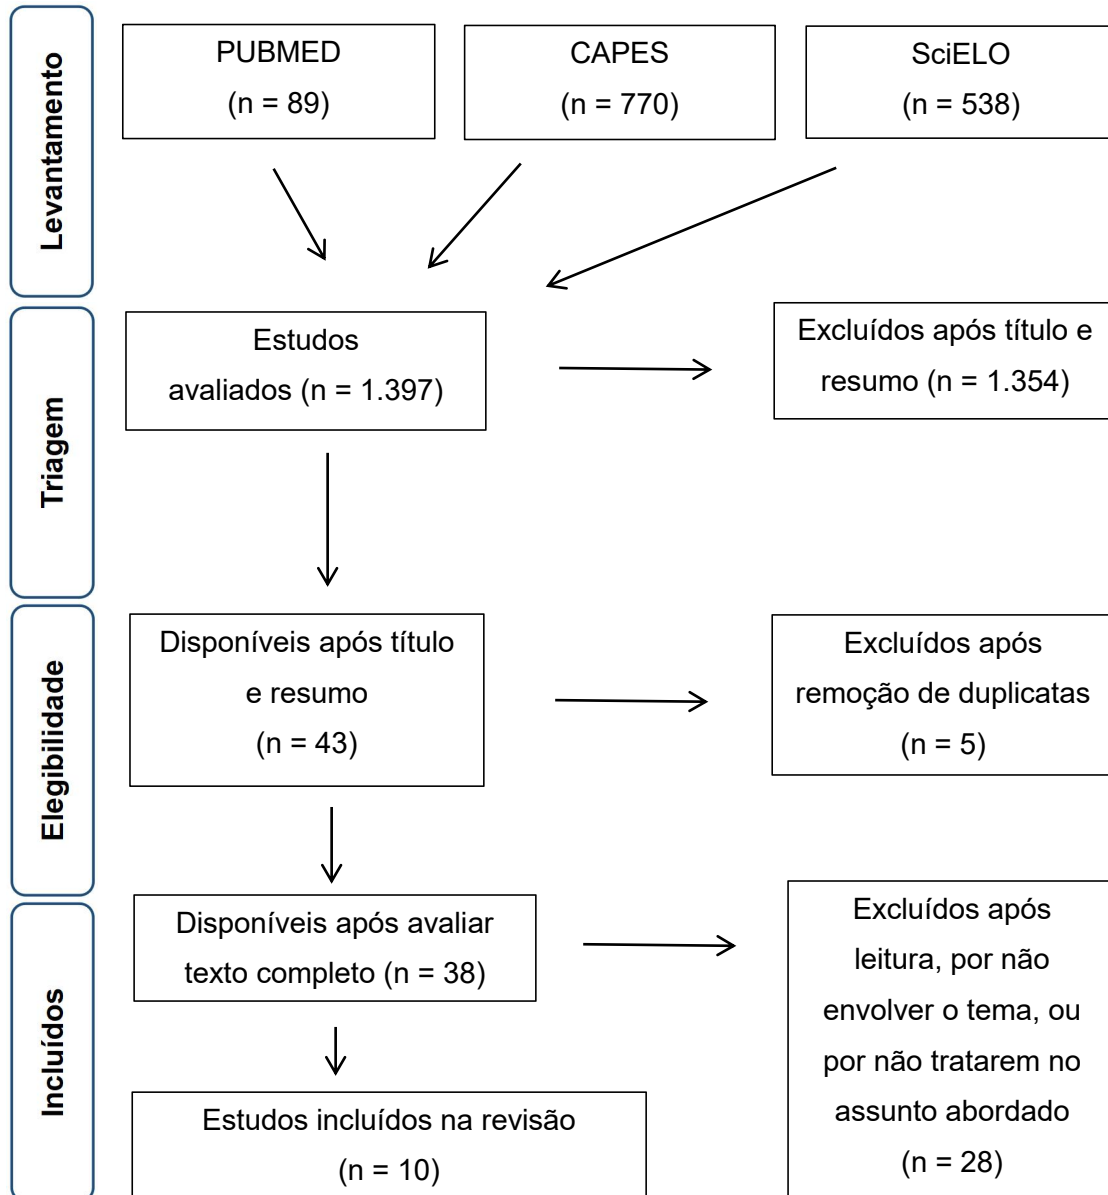 Levantamento
PUBMED
(n = 89)
CAPES
(n = 770)
SciELO
(n = 538)
Triagem
Estudos
avaliados (n = 1.397)
Excluídos após título e
resumo (n = 1.354)
Elegibilidade
Disponíveis após título
e resumo
(n = 43)
Excluídos após
remoção de duplicatas
(n = 5)
Incluídos
Disponíveis após avaliar
texto completo (n = 38)
Excluídos após
leitura, por não
envolver o tema, ou
por não tratarem no
assunto abordado
(n = 28)
Estudos incluídos na revisão
(n = 10)